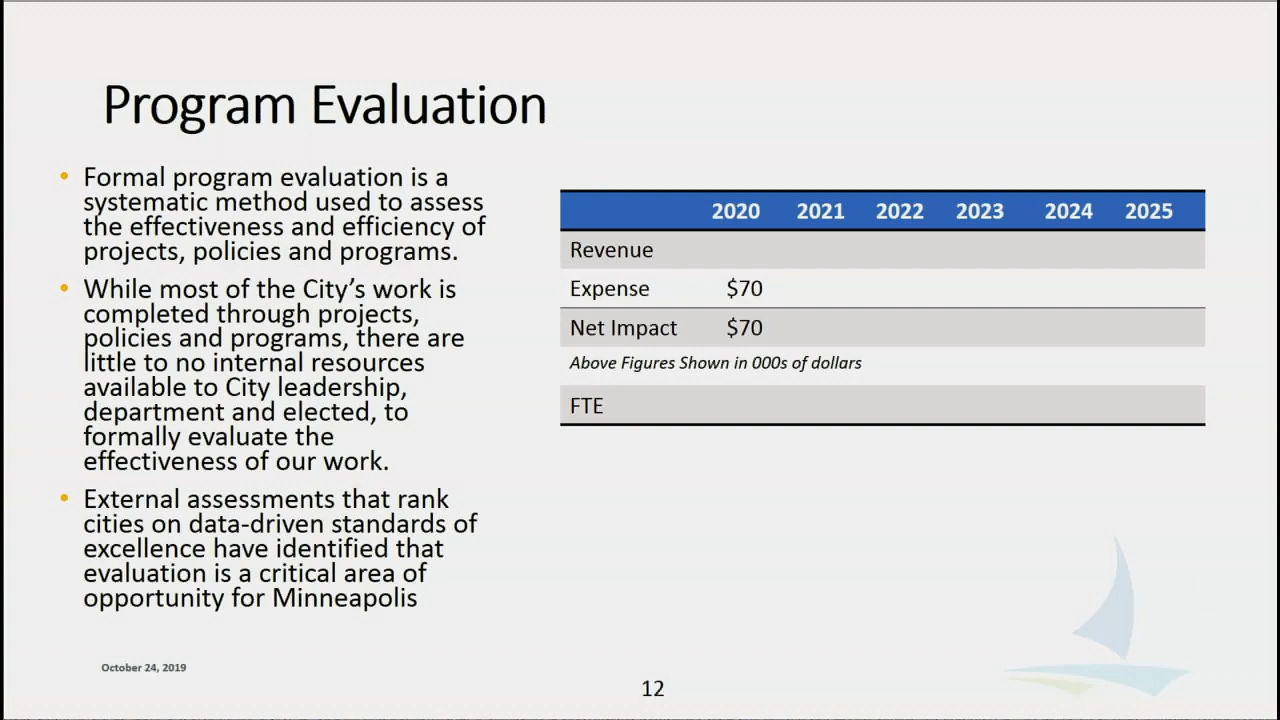 Program Evaluation
• Formal program evaluation is a
systematic method used to assess
the effectiveness and efficiency of
projects, policies and programs.
• While most of the City’s work is
completed through projects,
policies and programs, there are
little to no internal resources
available to City leadership,
department and elected, to
formally evaluate the
effectiveness of our work.
• External assessments that rank
cities on data-driven standards of
excellence have identified that
evaluation is a critical area of
opportunity for Minneapolis
2020 2021 2022 2023 2024 2025
Revenue
Expense $70
Net Impact $70
Above Figures Shown in 000s of dollars
FTE
October 24, 2019
12